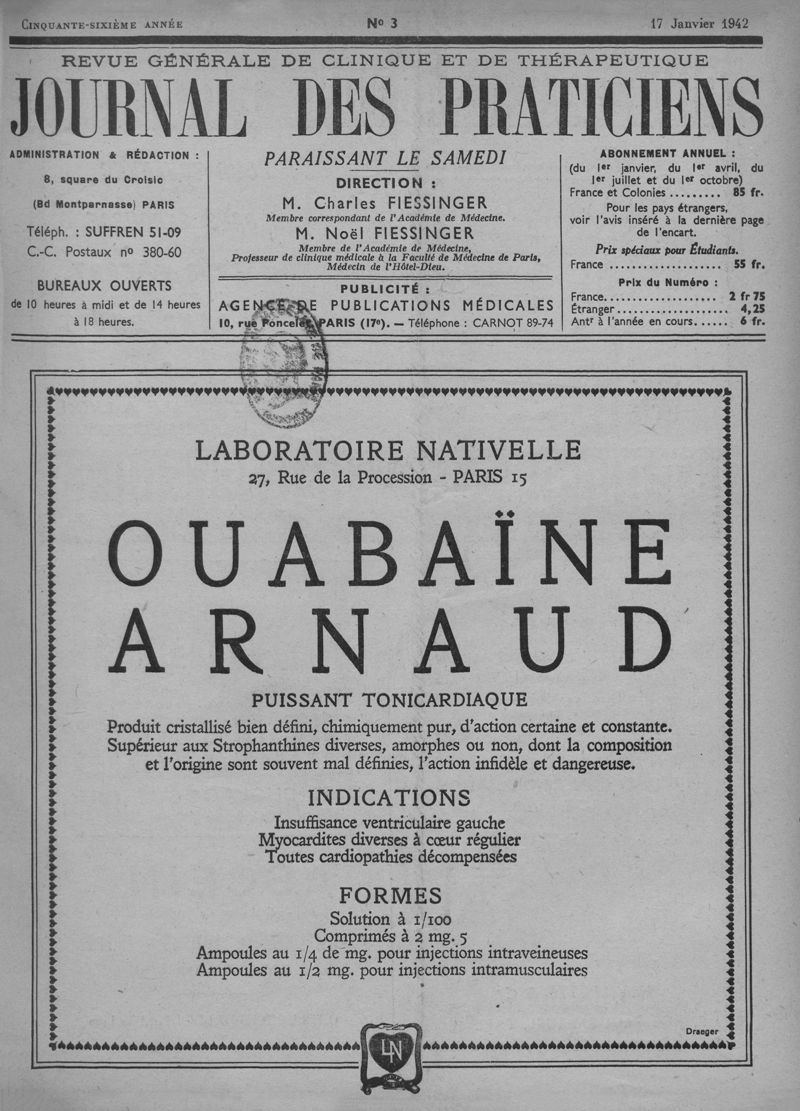 CINQUANTE-SIXIÈME ANNÉE
Nº 3
17 Janvier 1942
REVUE GÉNÉRALE DE CLINIQUE ET DE THÉRAPEUTIQUE
JOURNAL DES PRATICIENS
ADMINISTRATION & RÉDACTION :
8, square du Croisic
(Bd Montparnasse) PARIS
Téléph. : SUFFREN 51-09
C.-C. Postaux nº 380-60
BUREAUX OUVERTS
de 10 heures à midi et de 14 heures
à 18 heures.
PARAISSANT LE SAMEDI
DIRECTION :
M. Charles FIESSINGER
Membre correspondant de l'Académie de Médecine.
M. Noël FIESSINGER
Membre de l'Académie de Médecine,
Professeur de clinique médicale à la Faculté de Médecine de Paris,
Médecin de l'Hôtel-Dieu.
PUBLICITÉ :
AGENCE DE PUBLICATIONS MÉDICALES
10, rue Poncelet, PARIS (17e). — Téléphone : CARNOT 89-74
ABONNEMENT ANNUEL :
(du 1er janvier, du 1er avril, du
1er juillet et du 1er octobre)
France et Colonies ......... 85 fr.
Pour les pays étrangers,
voir l'avis inséré à la dernière page
de l'encart.
Prix spéciaux pour Étudiants.
France .................... 55 fr.
Prix du Numéro :
France.................... 2 fr 75
Étranger.................... 4,25
Antr à l'année en cours...... 6 fr.
LABORATOIRE NATIVELLE
27, Rue de la Procession - PARIS 15
OUABAÏNE
ARNAUD
PUISSANT TONICARDIAQUE
Produit cristallisé bien défini, chimiquement pur, d'action certaine et constante.
Supérieur aux Strophanthines diverses, amorphes ou non, dont la composition
et l'origine sont souvent mal définies, l'action infidèle et dangereuse.
INDICATIONS
Insuffisance ventriculaire gauche
Myocardites diverses à cœur régulier
Toutes cardiopathies décompensées
FORMES
Solution à 1/100
Comprimés à 2 mg. 5
Ampoules au 1/4 de mg. pour injections intraveineuses
Ampoules au 1/2 mg. pour injections intramusculaires
Draeger
LN